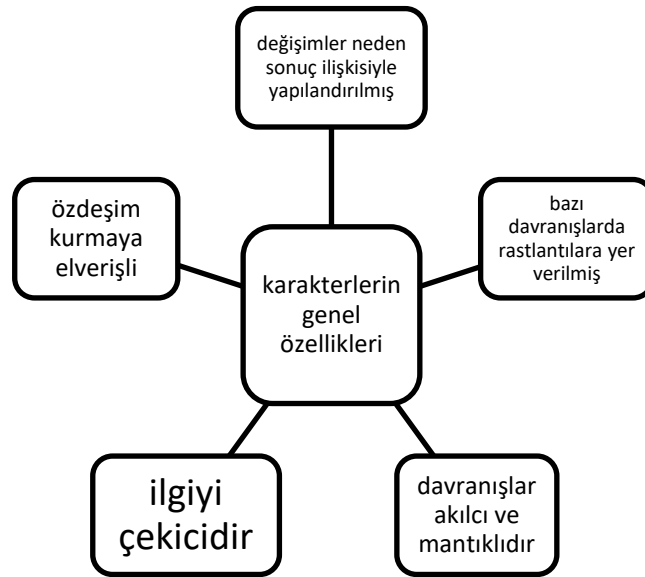 değişimler neden
sonuç ilişkisiyle
yapılandırılmış
özdeşim
kurmaya
elverişli
bazı
davranışlarda
rastlantılara yer
verilmiş
karakterlerin
genel
özellikleri
ilgiyi
çekicidir
davranışlar
akılcı ve
mantıklıdır